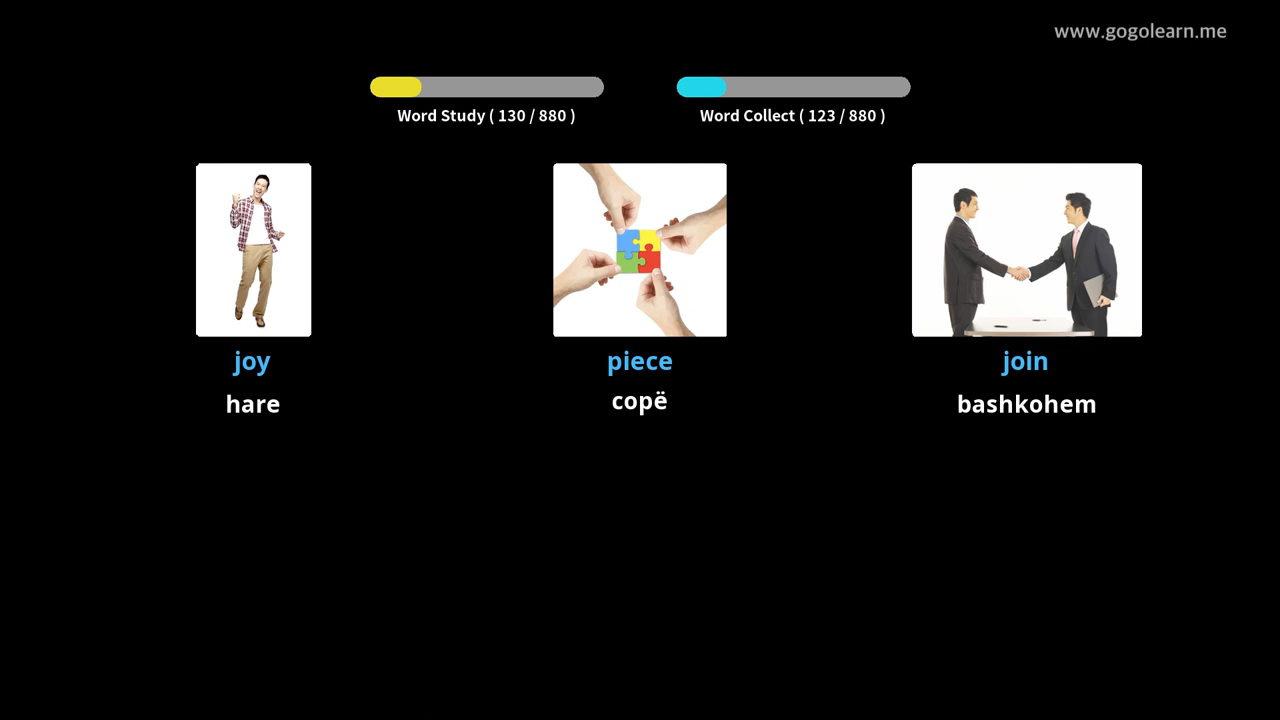 www.gogolearn.me
Word Study ( 130 / 880 )
Word Collect ( 123 / 880 )
joy
hare
piece
copë
join
bashkohem